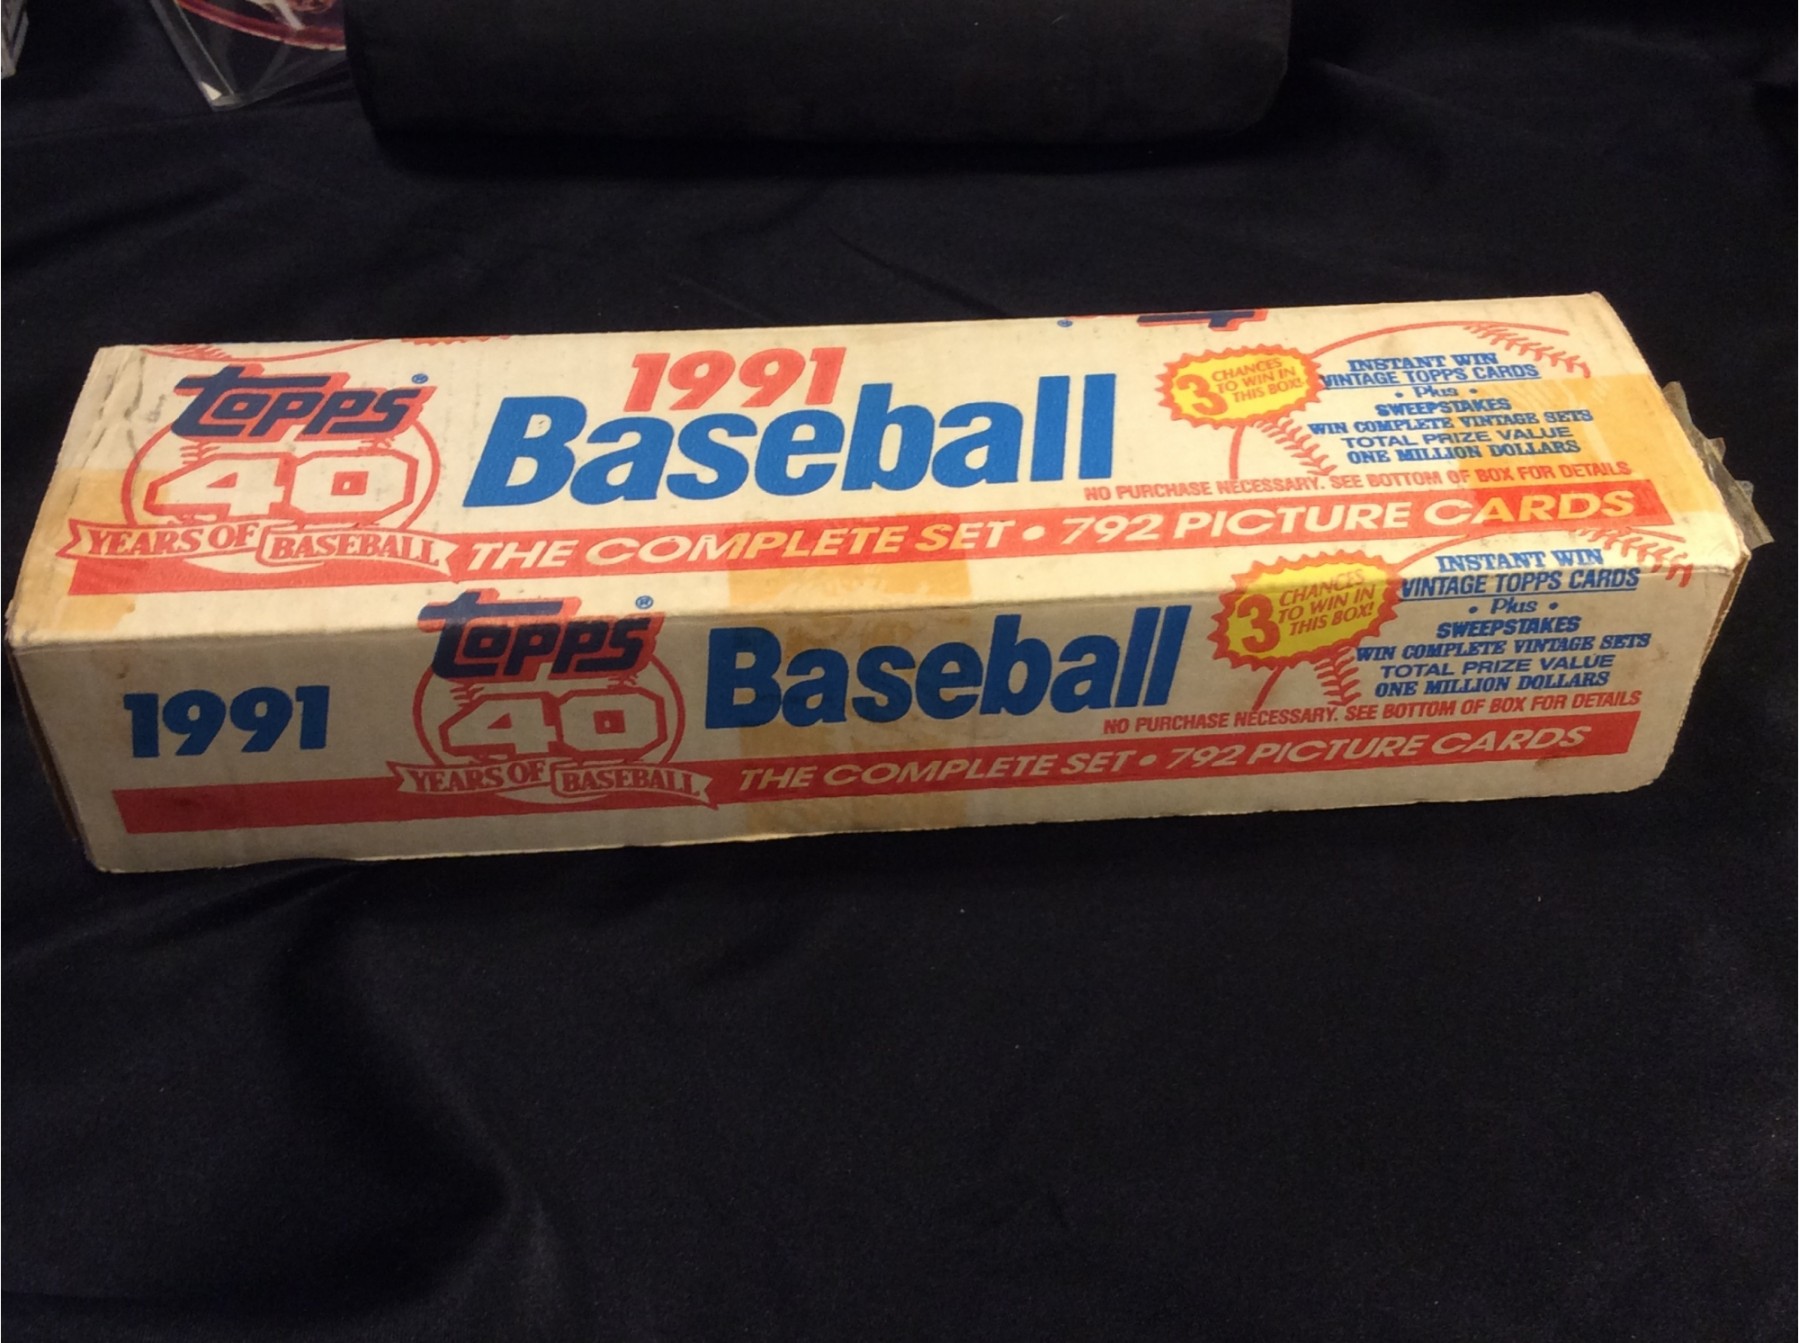 Topps®
40
YEARS OF BASEBALL
1991
Baseball
3 CHANCES
TO WIN IN
THIS BOX!
INSTANT WIN
VINTAGE TOPPS CARDS
• Plus •
SWEEPSTAKES
WIN COMPLETE VINTAGE SETS
TOTAL PRIZE VALUE
ONE MILLION DOLLARS
NO PURCHASE NECESSARY. SEE BOTTOM OF BOX FOR DETAILS
THE COMPLETE SET • 792 PICTURE CARDS
1991
Topps®
40
YEARS OF BASEBALL
Baseball
3 CHANCES
TO WIN IN
THIS BOX!
INSTANT WIN
VINTAGE TOPPS CARDS
• Plus •
SWEEPSTAKES
WIN COMPLETE VINTAGE SETS
TOTAL PRIZE VALUE
ONE MILLION DOLLARS
NO PURCHASE NECESSARY. SEE BOTTOM OF BOX FOR DETAILS
THE COMPLETE SET • 792 PICTURE CARDS